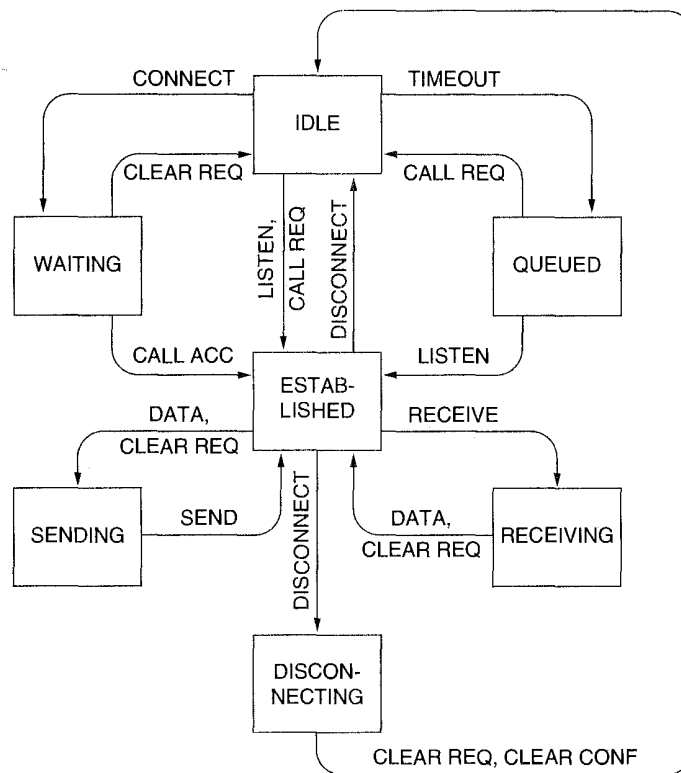 CONNECT
TIMEOUT
IDLE
CLEAR REQ
CALL REQ
LISTEN,
CALL REQ
DISCONNECT
WAITING
QUEUED
CALL ACC
LISTEN
ESTAB-
LISHED
DATA,
CLEAR REQ
RECEIVE
SENDING
SEND
DISCONNECT
DATA,
CLEAR REQ
RECEIVING
DISCON-
NECTING
CLEAR REQ, CLEAR CONF